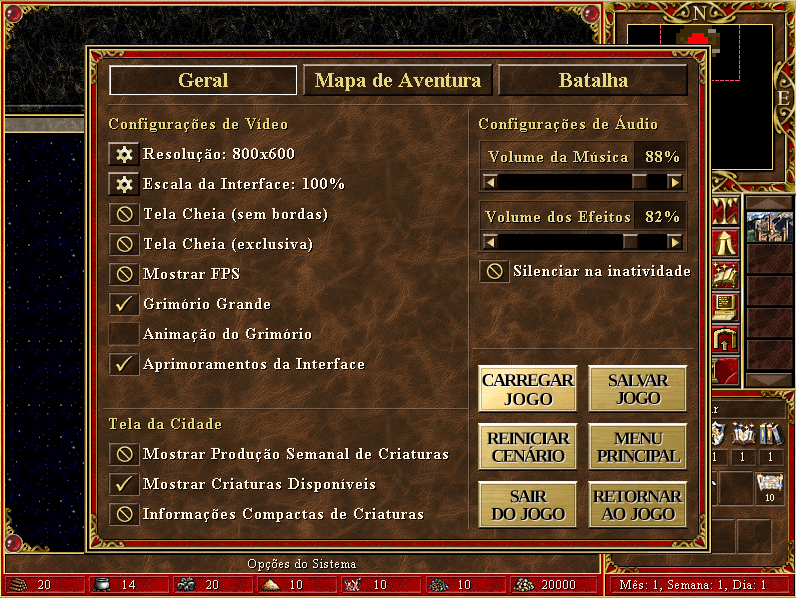 N
E
Geral
Mapa de Aventura
Batalha
Configurações de Vídeo
Resolução: 800x600
Escala da Interface: 100%
Tela Cheia (sem bordas)
Tela Cheia (exclusiva)
Mostrar FPS
Grimório Grande
Animação do Grimório
Aprimoramentos da Interface
Tela da Cidade
Mostrar Produção Semanal de Criaturas
Mostrar Criaturas Disponíveis
Informações Compactas de Criaturas
Configurações de Áudio
Volume da Música 88%
Volume dos Efeitos 82%
Silenciar na inatividade
CARREGAR
JOGO
SALVAR
JOGO
REINICIAR
CENÁRIO
MENU
PRINCIPAL
SAIR
DO JOGO
RETORNAR
AO JOGO
1 1 1
10
Opções do Sistema
20 14 20 10 10 10 20000
Mês: 1, Semana: 1, Dia: 1